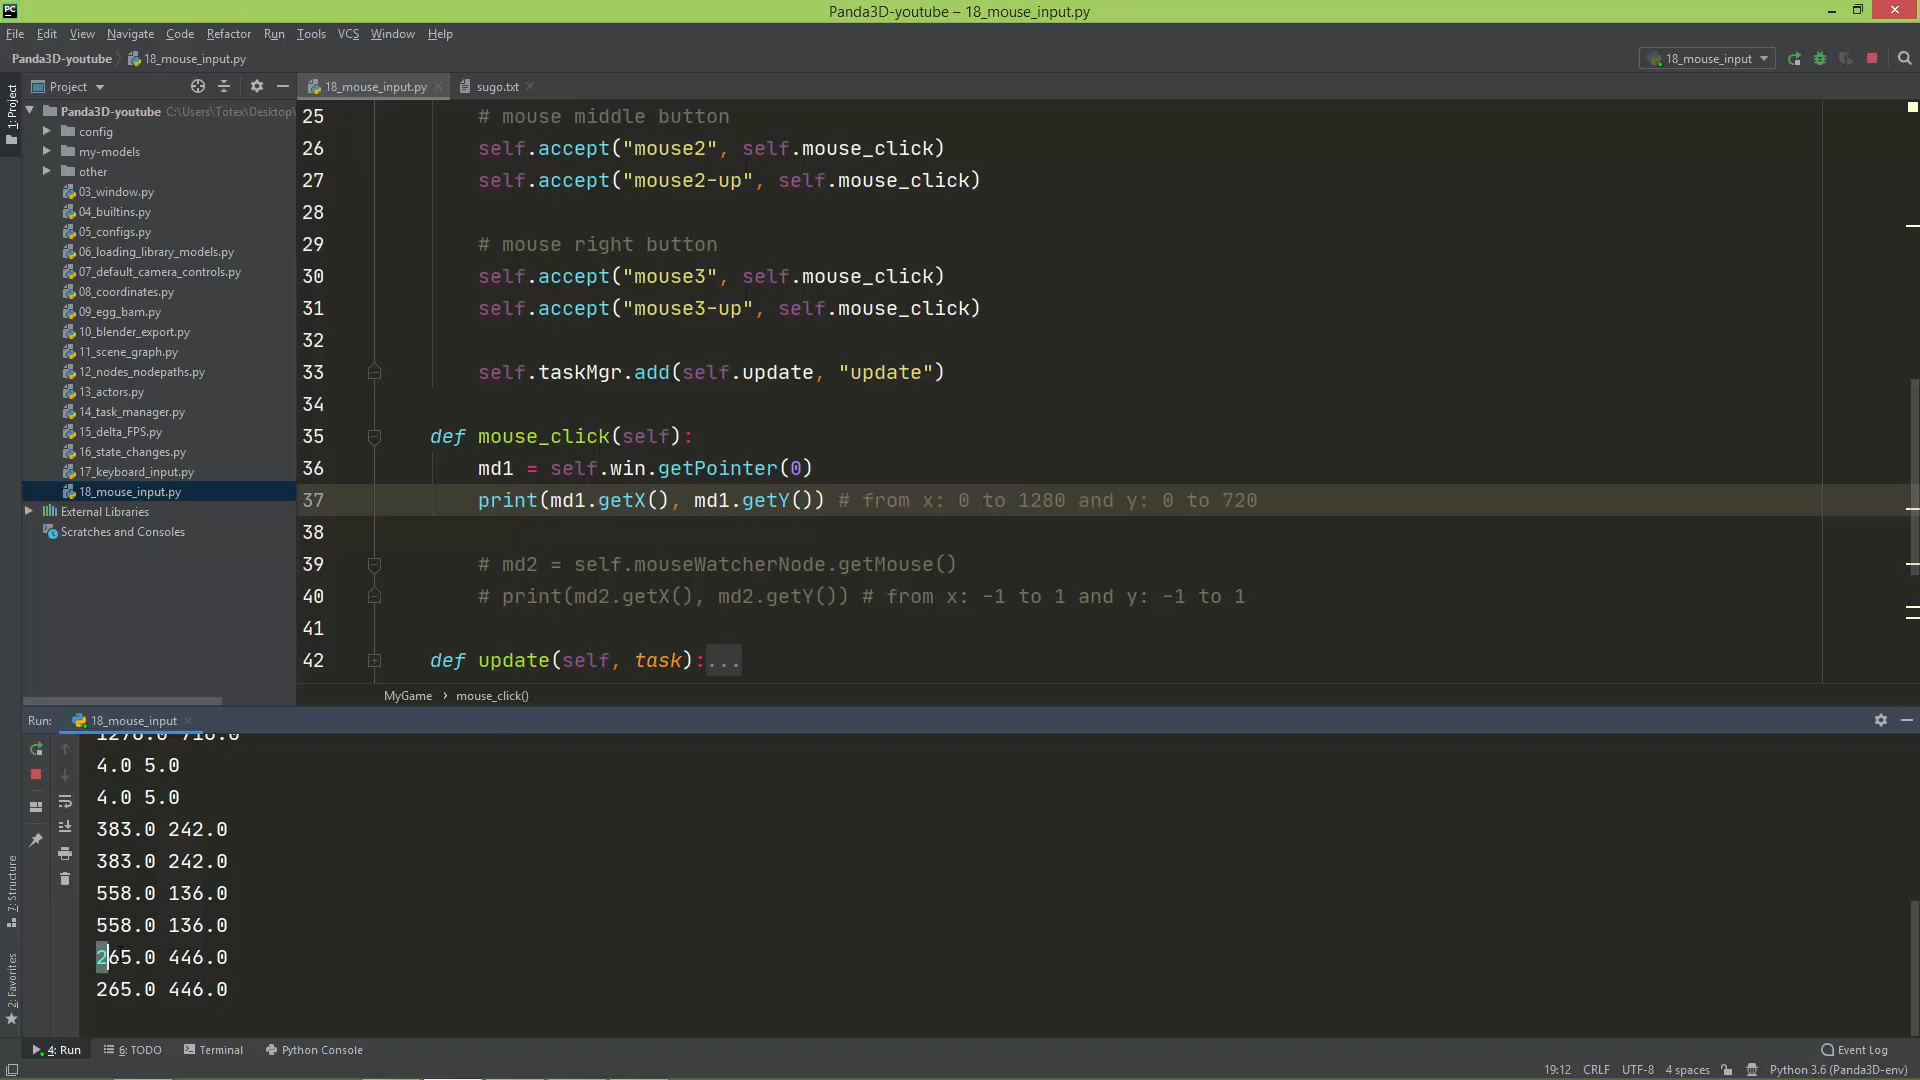 PC
Panda3D-youtube – 18_mouse_input.py
File Edit View Navigate Code Refactor Run Tools VCS Window Help
Panda3D-youtube 18_mouse_input.py
18_mouse_input
1: Project
Project
18_mouse_input.py
sugo.txt
Panda3D-youtube C:\Users\Totex\Desktop\
config
my-models
other
03_window.py
04_builtins.py
05_configs.py
06_loading_library_models.py
07_default_camera_controls.py
08_coordinates.py
09_egg_bam.py
10_blender_export.py
11_scene_graph.py
12_nodes_nodepaths.py
13_actors.py
14_task_manager.py
15_delta_FPS.py
16_state_changes.py
17_keyboard_input.py
18_mouse_input.py
External Libraries
Scratches and Consoles
25 # mouse middle button
26 self.accept("mouse2", self.mouse_click)
27 self.accept("mouse2-up", self.mouse_click)
28
29 # mouse right button
30 self.accept("mouse3", self.mouse_click)
31 self.accept("mouse3-up", self.mouse_click)
32
33 self.taskMgr.add(self.update, "update")
34
35 def mouse_click(self):
36 md1 = self.win.getPointer(0)
37 print(md1.getX(), md1.getY()) # from x: 0 to 1280 and y: 0 to 720
38
39 # md2 = self.mouseWatcherNode.getMouse()
40 # print(md2.getX(), md2.getY()) # from x: -1 to 1 and y: -1 to 1
41
42 def update(self, task):...
MyGame › mouse_click()
Run: 18_mouse_input
4.0 5.0
4.0 5.0
383.0 242.0
383.0 242.0
558.0 136.0
558.0 136.0
265.0 446.0
265.0 446.0
7: Structure
2: Favorites
4: Run 6: TODO Terminal Python Console Event Log
19:12 CRLF UTF-8 4 spaces Python 3.6 (Panda3D-env)